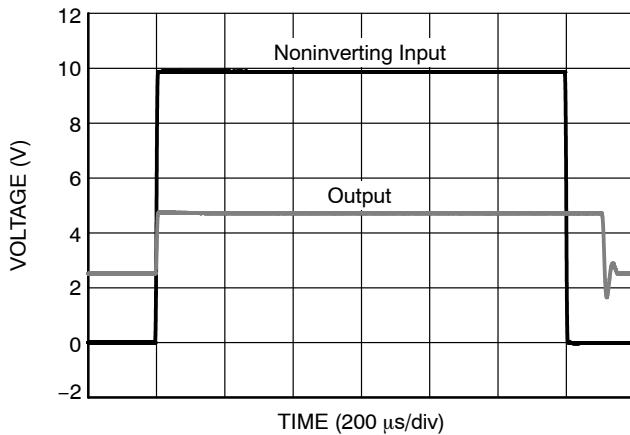 12
10
8
6
4
2
0
−2
VOLTAGE (V)
Noninverting Input
Output
TIME (200 μs/div)